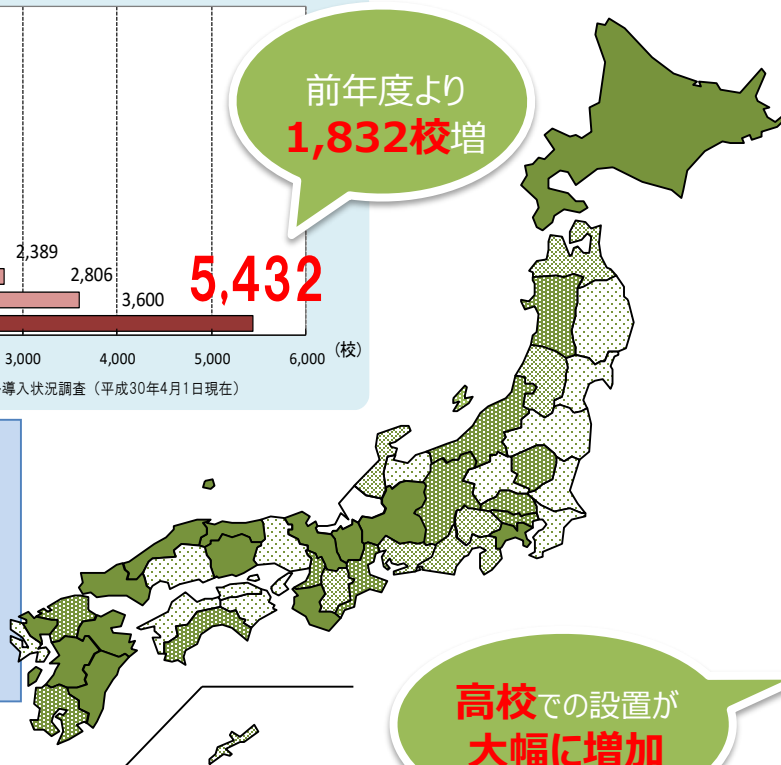 前年度より
1,832校増
2,389
2,806
3,600
5,432
3,000
4,000
5,000
6,000
(校)
導入状況調査（平成30年4月1日現在）
高校での設置が
大幅に増加